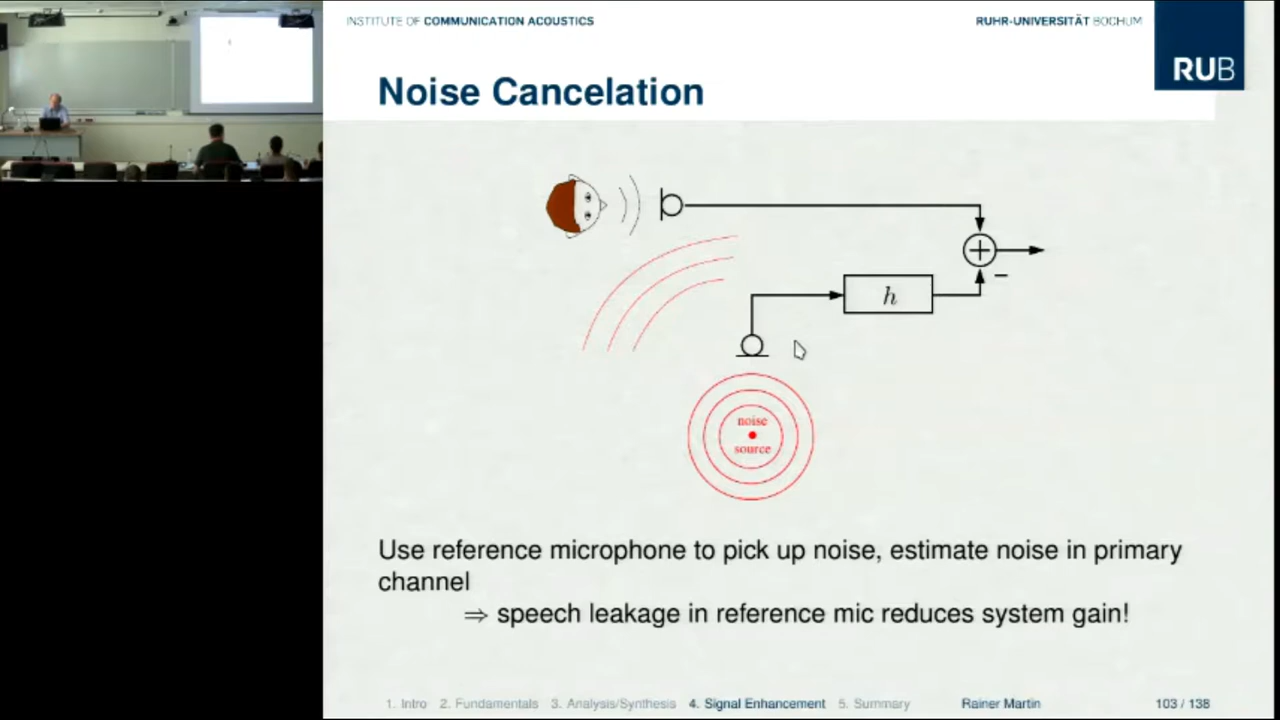 INSTITUTE OF COMMUNICATION ACOUSTICS
RUHR-UNIVERSITÄT BOCHUM
RUB
Noise Cancelation
h
noise
source
Use reference microphone to pick up noise, estimate noise in primary
channel
⇒ speech leakage in reference mic reduces system gain!
1. Intro 2. Fundamentals 3. Analysis/Synthesis 4. Signal Enhancement 5. Summary Rainer Martin 103 / 138